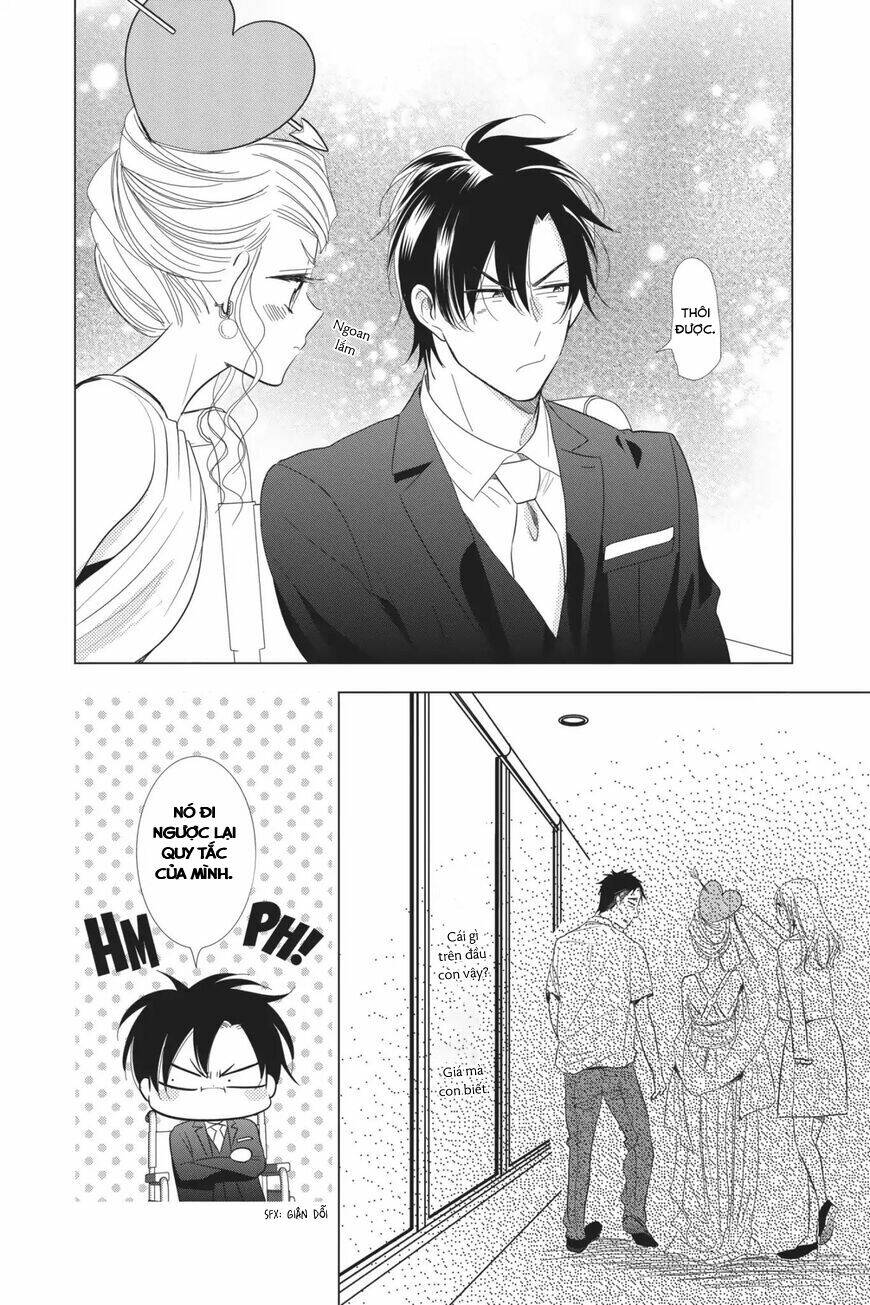 THÔI
ĐƯỢC.
Ngoan
lắm
NÓ ĐI
NGƯỢC LẠI
QUY TẮC
CỦA MÌNH.
HM
PH!
SFX: GIẬN DỖI
Cái gì
trên đầu
còn vậy?
Giá mà
con biết.